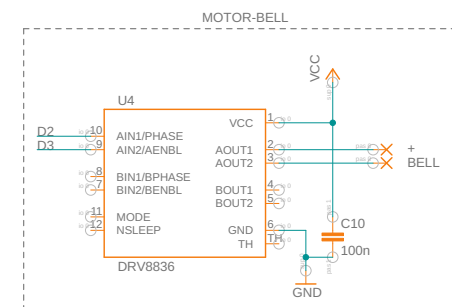 MOTOR-BELL
VCC
U4
D2 10 AIN1/PHASE VCC 1
D3 9 AIN2/AENBL AOUT1 2 +
AOUT2 3 BELL
8 BIN1/BPHASE
7 BIN2/BENBL BOUT1 4
BOUT2 5
11 MODE
12 NSLEEP GND 6
TH TH
C10
100n
DRV8836
GND